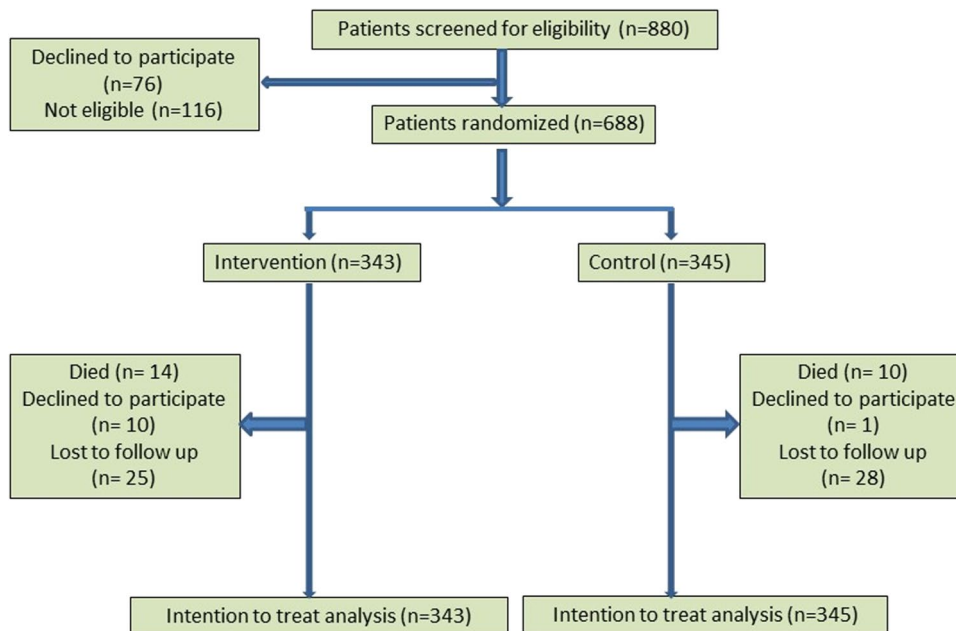 Patients screened for eligibility (n=880)
Declined to participate
(n=76)
Not eligible (n=116)
Patients randomized (n=688)
Intervention (n=343)
Control (n=345)
Died (n= 14)
Declined to participate
(n= 10)
Lost to follow up
(n= 25)
Died (n= 10)
Declined to participate
(n= 1)
Lost to follow up
(n= 28)
Intention to treat analysis (n=343)
Intention to treat analysis (n=345)